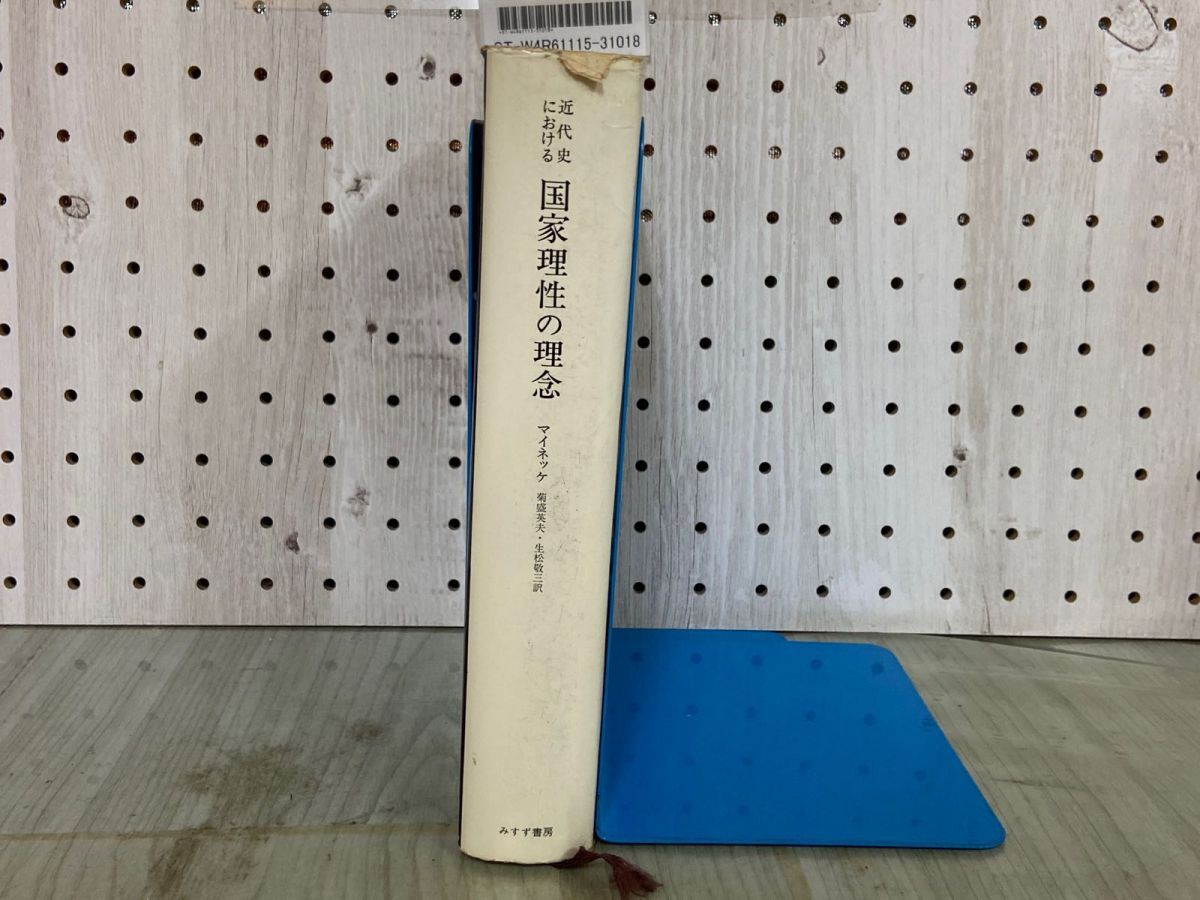 ST-W4R61115-31018
近代史
における
国家理性の理念
マイネッケ
菊盛英夫・生松敬三訳
みすず書房